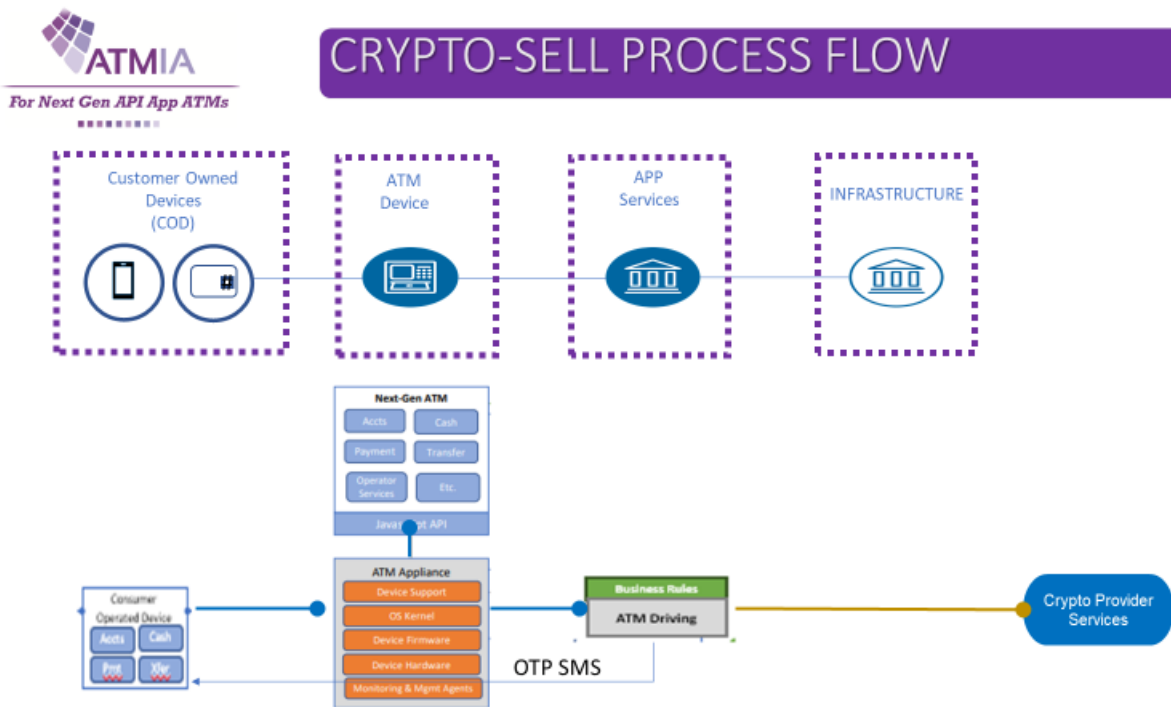 ATMIA
For Next Gen API App ATMs
CRYPTO-SELL PROCESS FLOW
Customer Owned
Devices
(COD)
ATM
Device
APP
Services
INFRASTRUCTURE
Next-Gen ATM
Accts
Cash
Payment
Transfer
Operator
Services
Etc.
Javascript API
ATM Appliance
Device Support
OS Kernel
Device Firmware
Device Hardware
Monitoring & Mgmt Agents
Consumer
Operated Device
Accts
Cash
Pmt
Xfer
Business Rules
ATM Driving
OTP SMS
Crypto Provider
Services